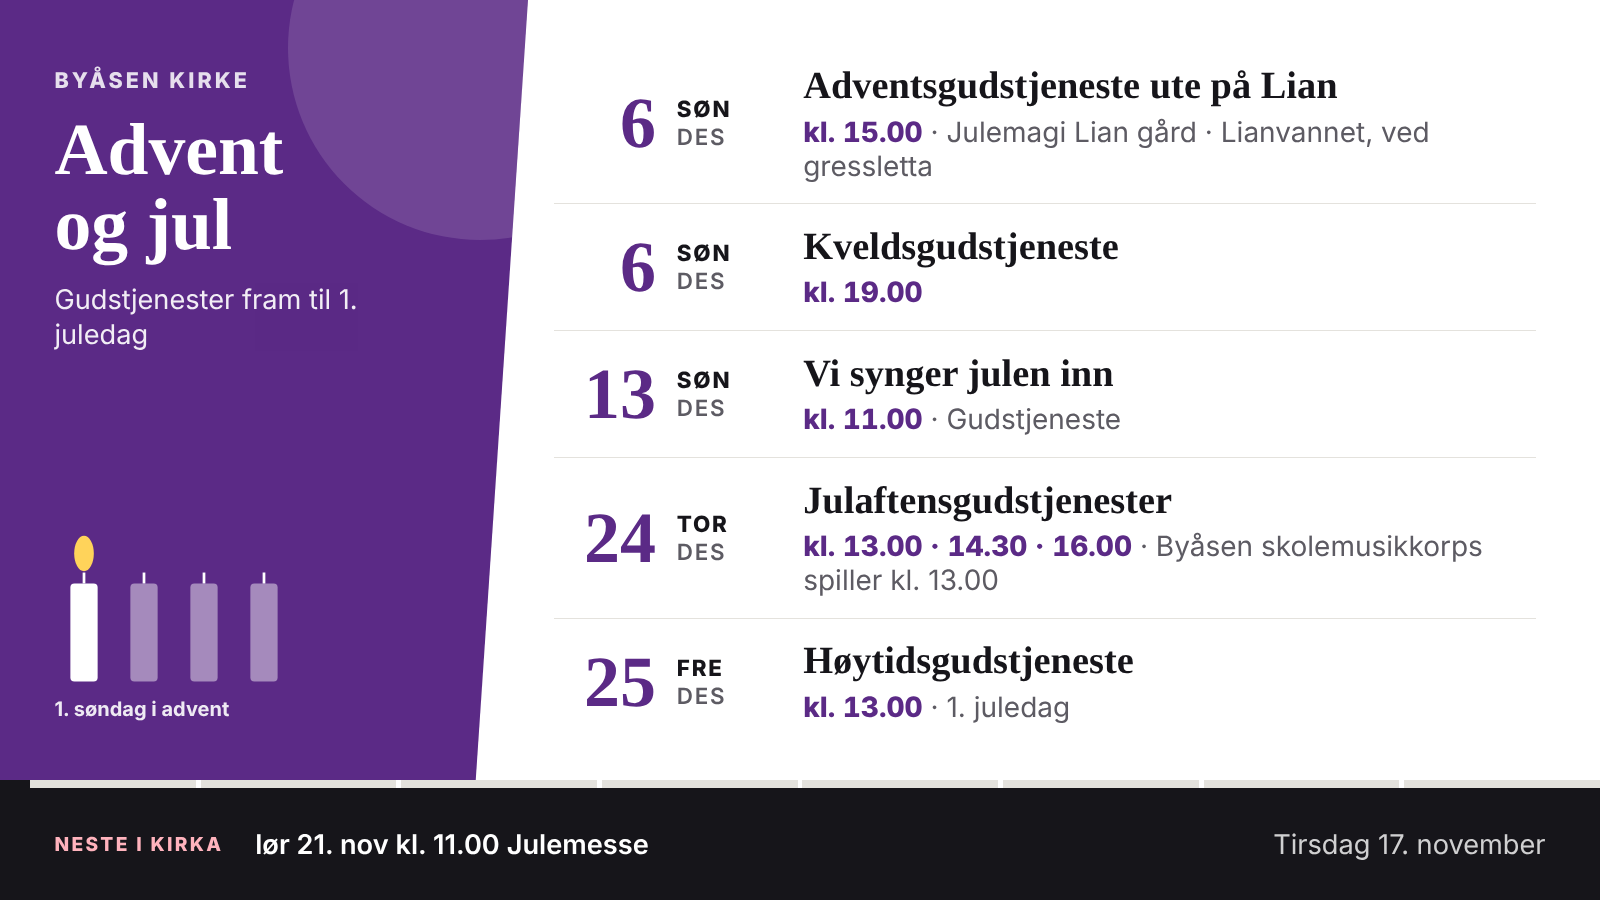 BYÅSEN KIRKE
Advent
og jul
Gudstjenester fram til 1.
juledag
1. søndag i advent
6 SØN DES
Adventsgudstjeneste ute på Lian
kl. 15.00 · Julemagi Lian gård · Lianvannet, ved
gressletta
6 SØN DES
Kveldsgudstjeneste
kl. 19.00
13 SØN DES
Vi synger julen inn
kl. 11.00 · Gudstjeneste
24 TOR DES
Julaftensgudstjenester
kl. 13.00 · 14.30 · 16.00 · Byåsen skolemusikkorps
spiller kl. 13.00
25 FRE DES
Høytidsgudstjeneste
kl. 13.00 · 1. juledag
NESTE I KIRKA lør 21. nov kl. 11.00 Julemesse
Tirsdag 17. november